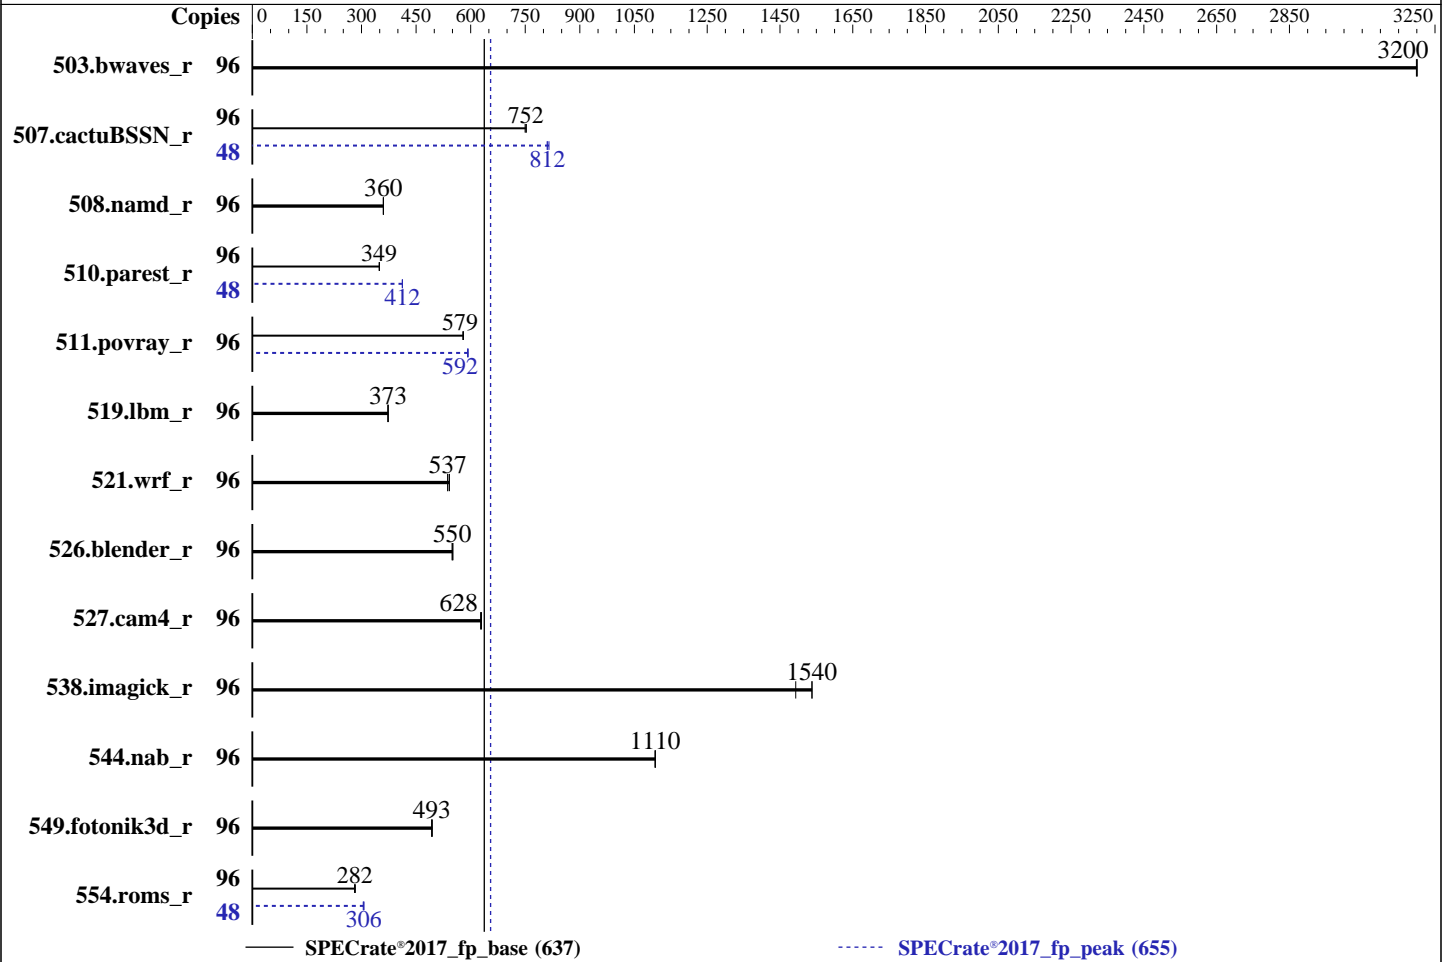 Copies 0 150 300 450 600 750 900 1050 1250 1450 1650 1850 2050 2250 2450 2650 2850 3250
503.bwaves_r 96 3200
507.cactuBSSN_r 96 752
48 812
508.namd_r 96 360
510.parest_r 96 349
48 412
511.povray_r 96 579
592
519.lbm_r 96 373
521.wrf_r 96 537
526.blender_r 96 550
527.cam4_r 96 628
538.imagick_r 96 1540
544.nab_r 96 1110
549.fotonik3d_r 96 493
554.roms_r 96 282
48 306
SPECrate®2017_fp_base (637)
SPECrate®2017_fp_peak (655)